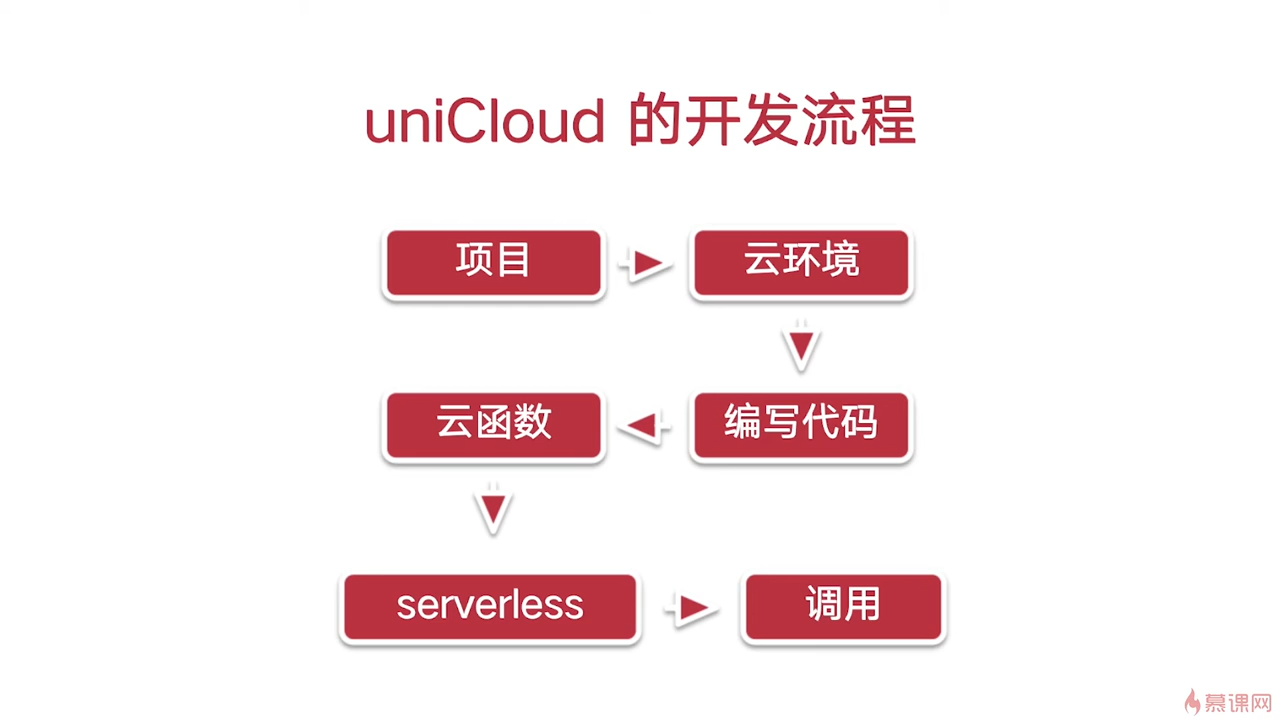 uniCloud 的开发流程
项目
云环境
编写代码
云函数
serverless
调用
慕课网